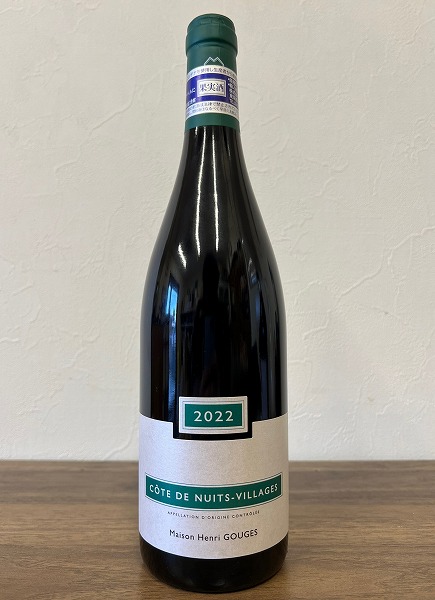 果実酒
2022
CÔTE DE NUITS-VILLAGES
APPELLATION D'ORIGINE CONTRÔLÉE
Maison Henri GOUGES